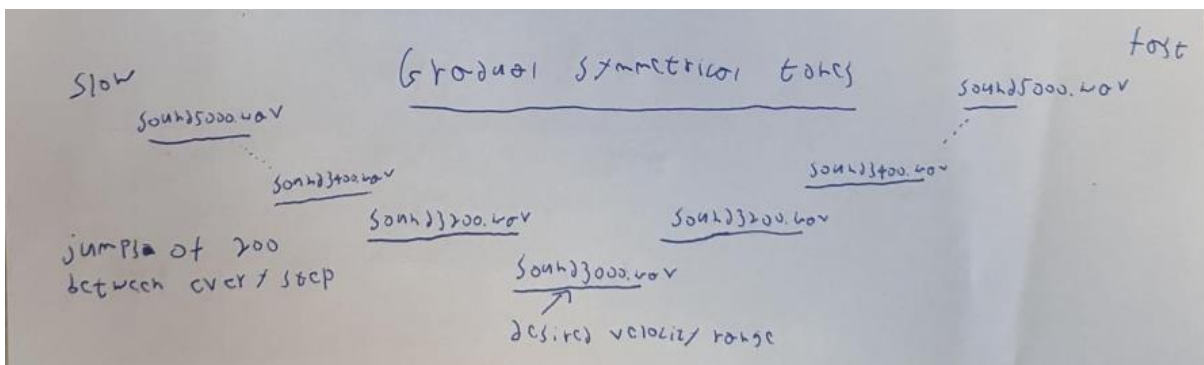 fast
Slow
Gradual symmetrical tones
sound5000.wav
sound5000.wav
sound3400.wav
sound3400.wav
sound3200.wav
sound3200.wav
jumps of 200
between every step
sound3000.wav
desired velocity range